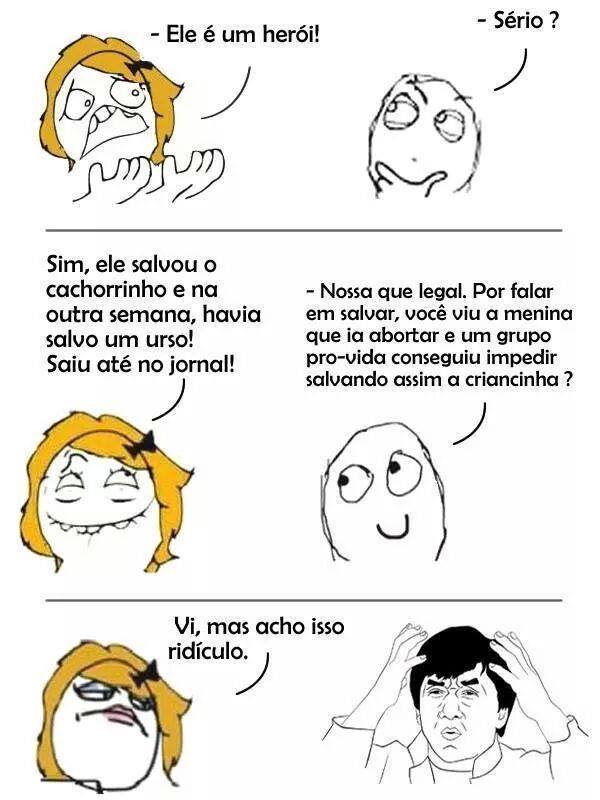 - Ele é um herói!
- Sério ?
Sim, ele salvou o
cachorrinho e na
outra semana, havia
salvo um urso!
Saiu até no jornal!
- Nossa que legal. Por falar
em salvar, você viu a menina
que ia abortar e um grupo
pro-vida conseguiu impedir
salvando assim a criancinha ?
Vi, mas acho isso
ridículo.